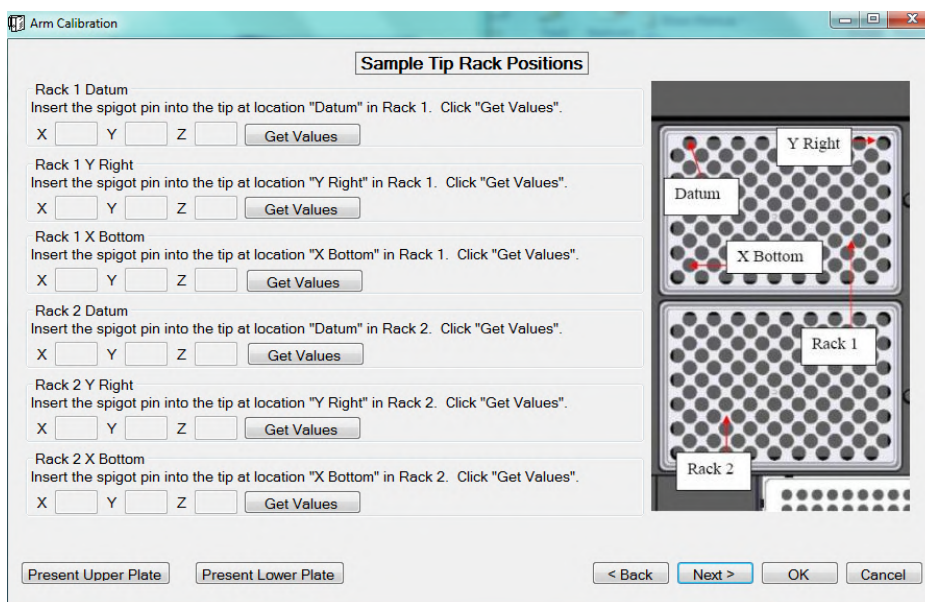 Arm Calibration
Sample Tip Rack Positions
Rack 1 Datum
Insert the spigot pin into the tip at location "Datum" in Rack 1. Click "Get Values".
X Y Z Get Values
Rack 1 Y Right
Insert the spigot pin into the tip at location "Y Right" in Rack 1. Click "Get Values".
X Y Z Get Values
Rack 1 X Bottom
Insert the spigot pin into the tip at location "X Bottom" in Rack 1. Click "Get Values".
X Y Z Get Values
Rack 2 Datum
Insert the spigot pin into the tip at location "Datum" in Rack 2. Click "Get Values".
X Y Z Get Values
Rack 2 Y Right
Insert the spigot pin into the tip at location "Y Right" in Rack 2. Click "Get Values".
X Y Z Get Values
Rack 2 X Bottom
Insert the spigot pin into the tip at location "X Bottom" in Rack 2. Click "Get Values".
X Y Z Get Values
Y Right
Datum
X Bottom
Rack 1
Rack 2
Present Upper Plate Present Lower Plate < Back Next > OK Cancel